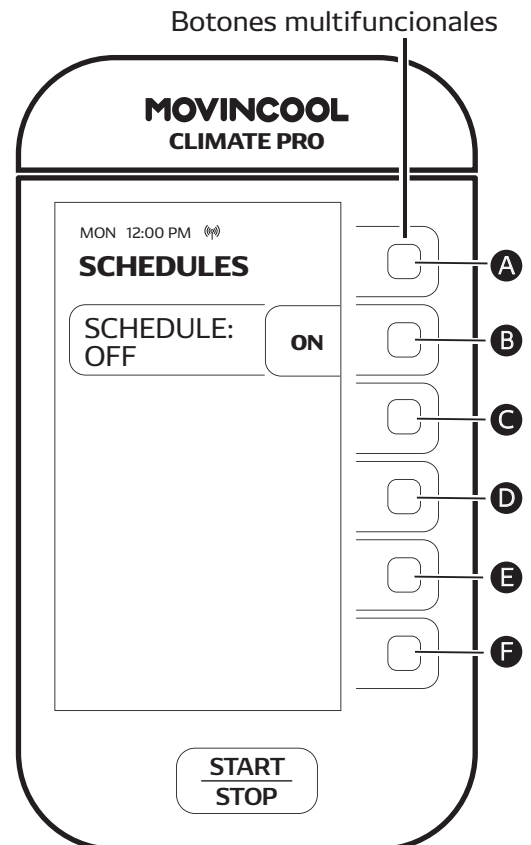 Botones multifuncionales
MOVINCOOL
CLIMATE PRO
MON 12:00 PM
SCHEDULES
A
SCHEDULE:
OFF
ON
B
C
D
E
F
START
STOP